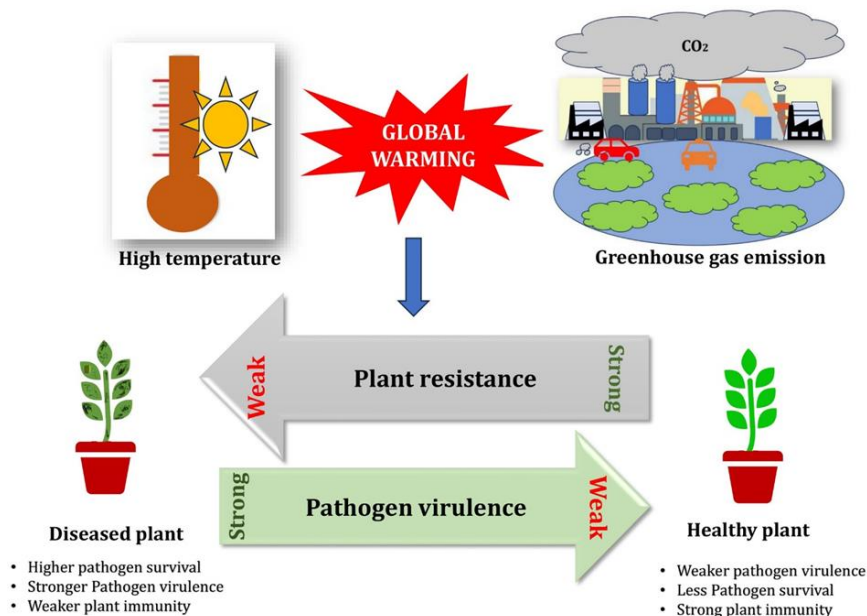 CO₂
GLOBAL
WARMING
High temperature
Greenhouse gas emission
Weak
Plant resistance
Strong
Strong
Pathogen virulence
Weak
Diseased plant
• Higher pathogen survival
• Stronger Pathogen virulence
• Weaker plant immunity
Healthy plant
• Weaker pathogen virulence
• Less Pathogen survival
• Strong plant immunity